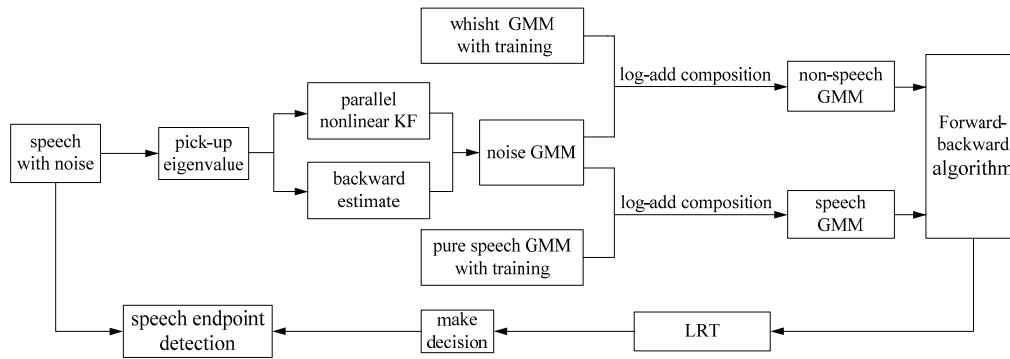 whisht GMM
with training
log-add composition
non-speech
GMM
parallel
nonlinear KF
Forward-
backward
algorithm
speech
with noise
pick-up
eigenvalue
noise GMM
backward
estimate
log-add composition
speech
GMM
pure speech GMM
with training
speech endpoint
detection
make
decision
LRT